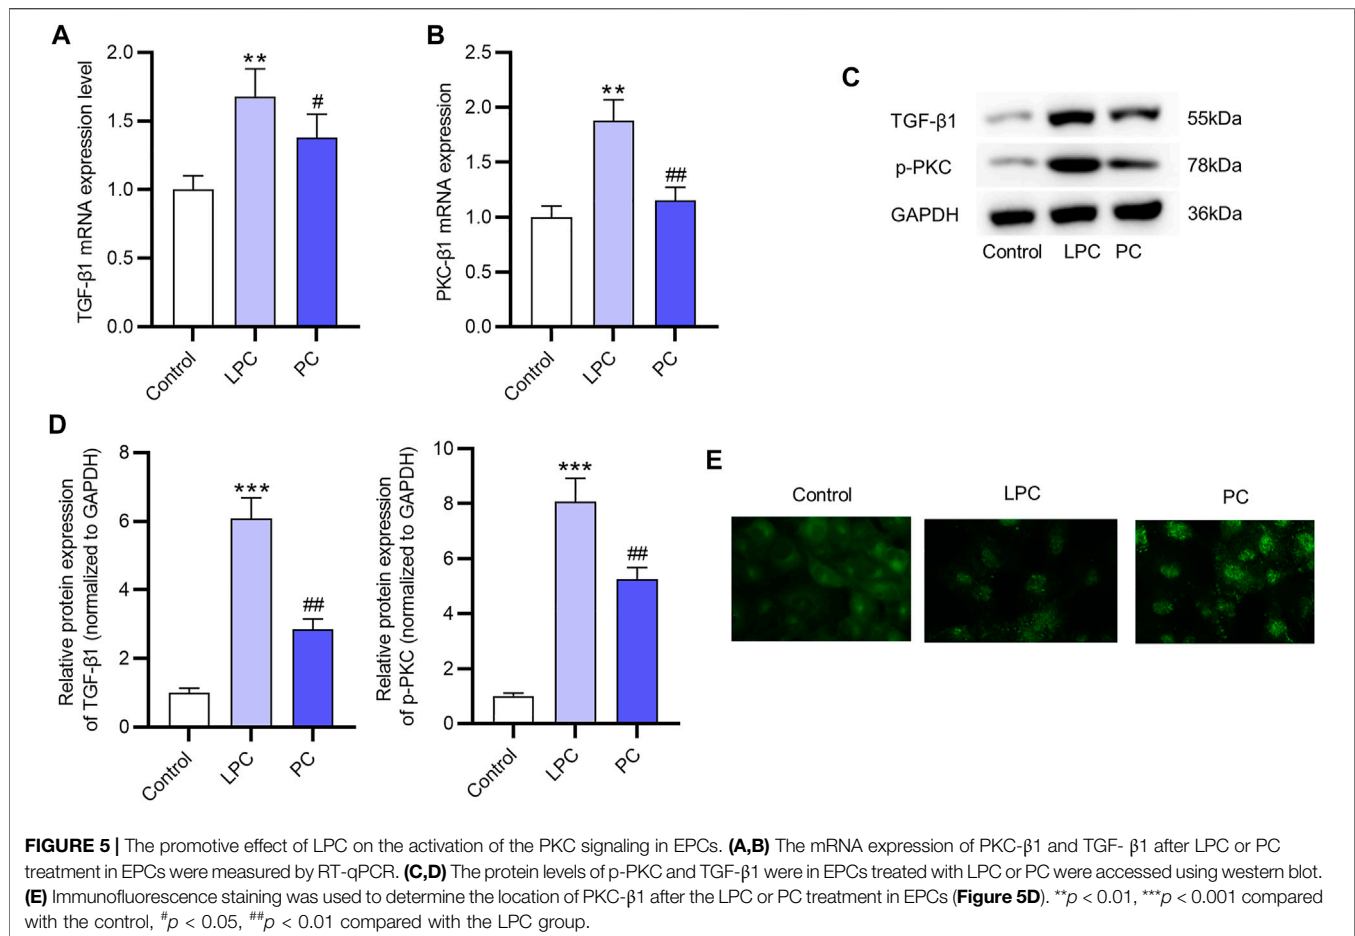 A
TGF-β1 mRNA expression level
2.0
1.5
1.0
0.5
0.0
**
#
Control
LPC
PC
B
PKC-β1 mRNA expression
2.5
2.0
1.5
1.0
0.5
0.0
**
##
Control
LPC
PC
C
TGF-β1
55kDa
p-PKC
78kDa
GAPDH
36kDa
Control LPC PC
D
Relative protein expression
of TGF-β1 (normalized to GAPDH)
8
6
4
2
0
***
##
Control
LPC
PC
Relative protein expression
of p-PKC (normalized to GAPDH)
10
8
6
4
2
0
***
##
Control
LPC
PC
E
Control
LPC
PC
FIGURE 5 | The promotive effect of LPC on the activation of the PKC signaling in EPCs. (A,B) The mRNA expression of PKC-β1 and TGF- β1 after LPC or PC
treatment in EPCs were measured by RT-qPCR. (C,D) The protein levels of p-PKC and TGF-β1 were in EPCs treated with LPC or PC were accessed using western blot.
(E) Immunofluorescence staining was used to determine the location of PKC-β1 after the LPC or PC treatment in EPCs (Figure 5D). **p < 0.01, ***p < 0.001 compared
with the control, #p < 0.05, ##p < 0.01 compared with the LPC group.